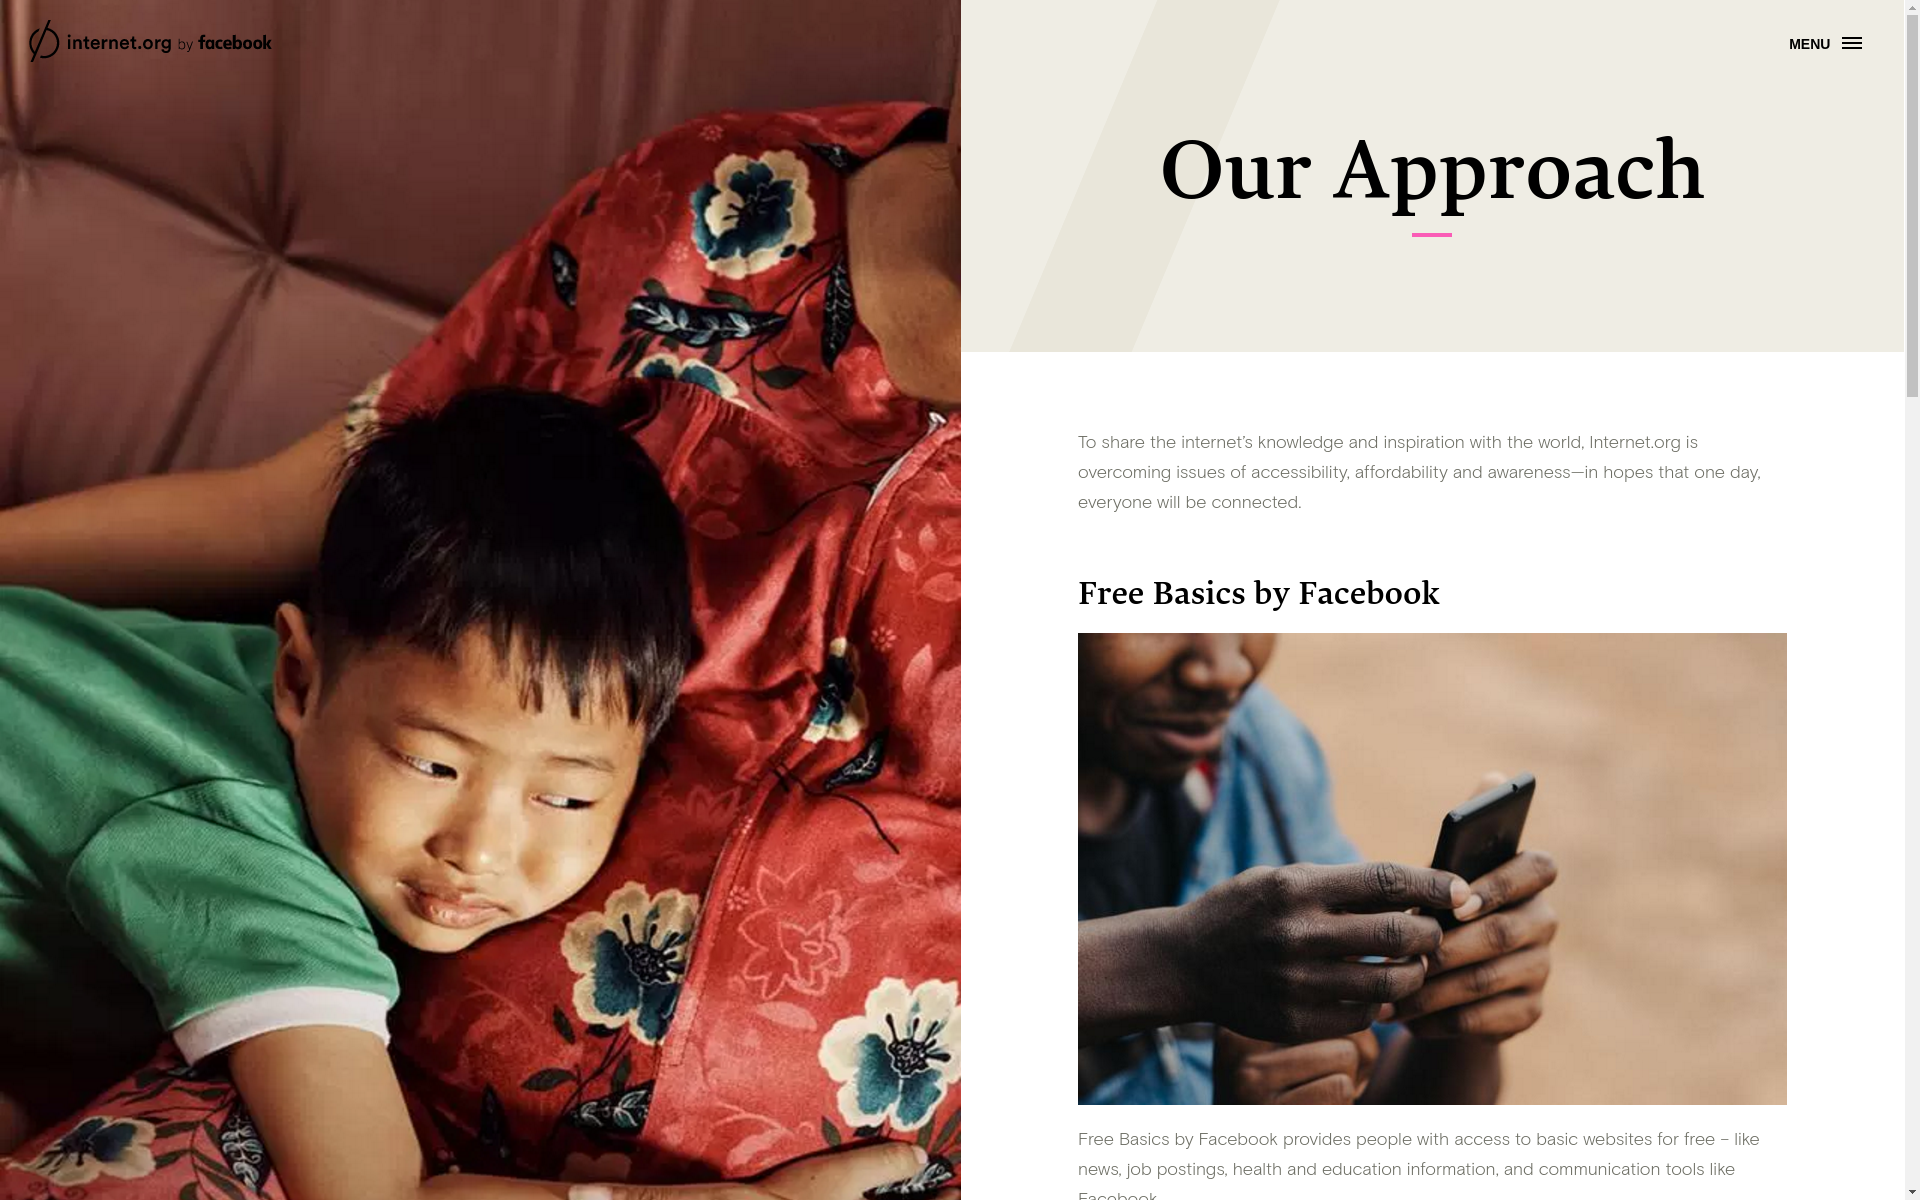 internet.org by facebook
MENU
Our Approach
To share the internet's knowledge and inspiration with the world, Internet.org is
overcoming issues of accessibility, affordability and awareness—in hopes that one day,
everyone will be connected.
Free Basics by Facebook
Free Basics by Facebook provides people with access to basic websites for free – like
news, job postings, health and education information, and communication tools like
Facebook